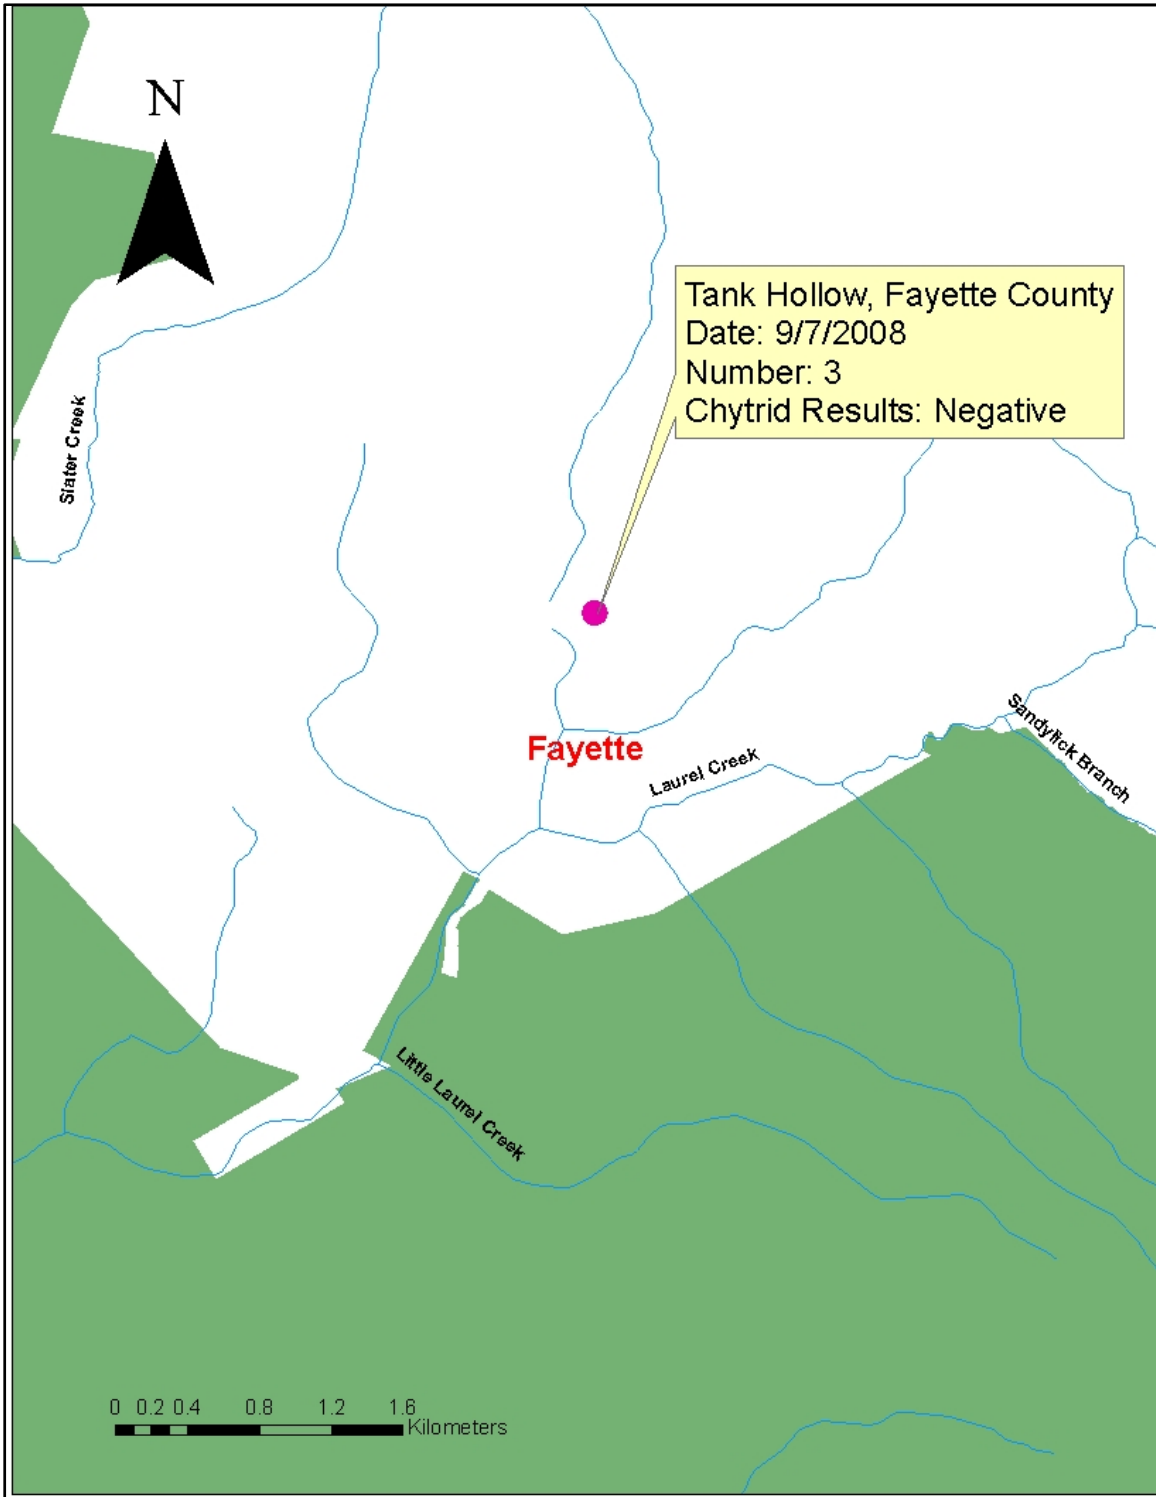 N
Tank Hollow, Fayette County
Date: 9/7/2008
Number: 3
Chytrid Results: Negative
Slater Creek
Sandylick Branch
Fayette
Laurel Creek
Little Laurel Creek
0 0.2 0.4 0.8 1.2 1.6
Kilometers